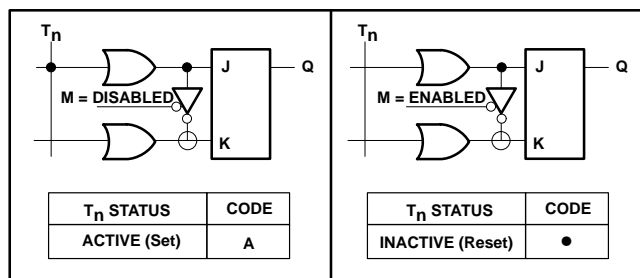 Tn
J
Q
M = DISABLED
K
Tn STATUS
CODE
ACTIVE (Set)
A
Tn
J
Q
M = ENABLED
K
Tn STATUS
CODE
INACTIVE (Reset)
●